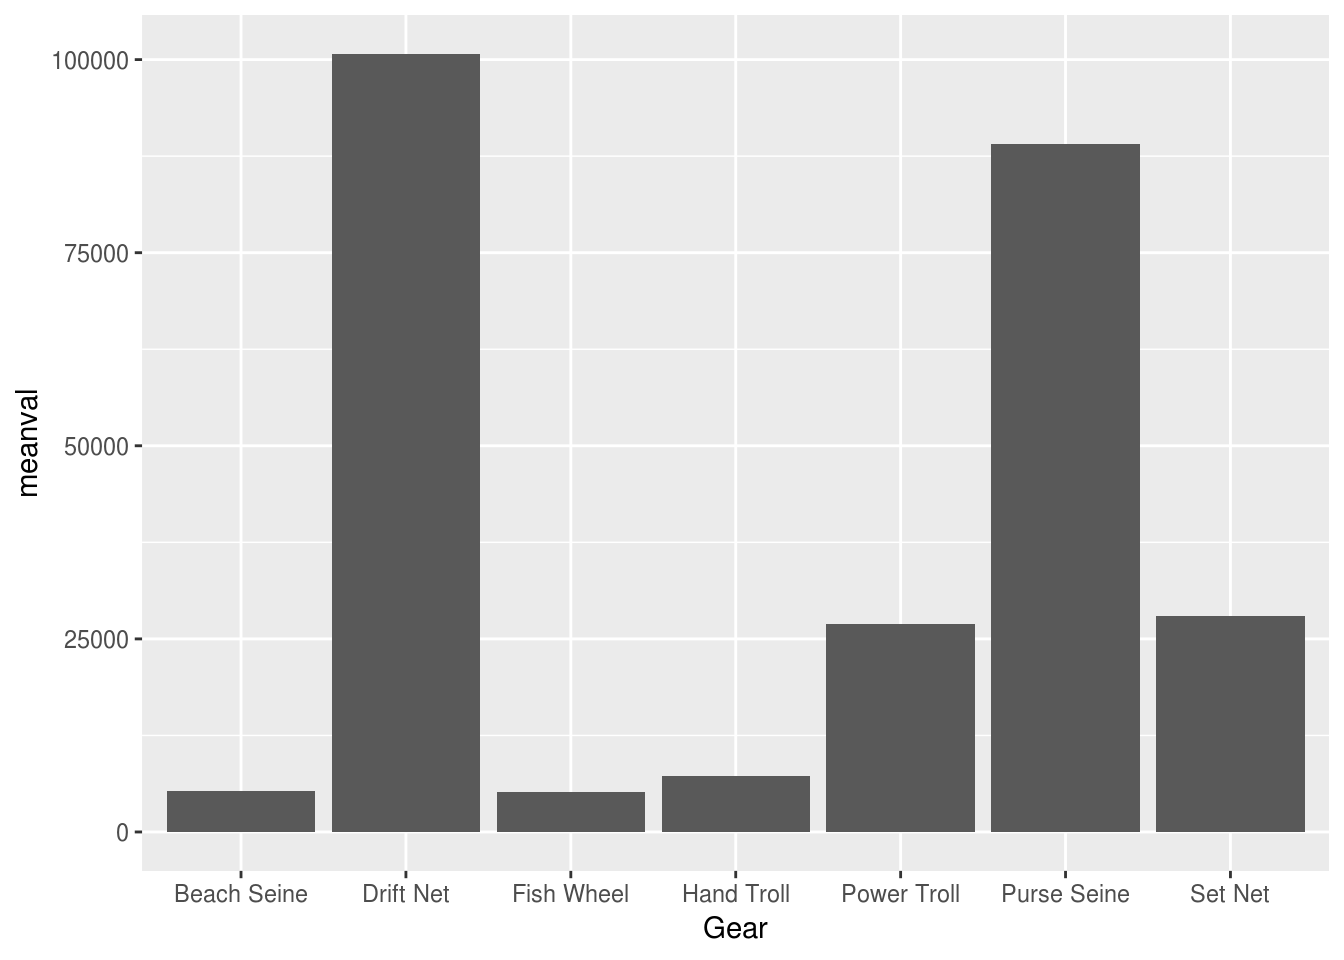 100000
75000
50000
25000
0
meanval
Beach Seine Drift Net Fish Wheel Hand Troll Power Troll Purse Seine Set Net
Gear